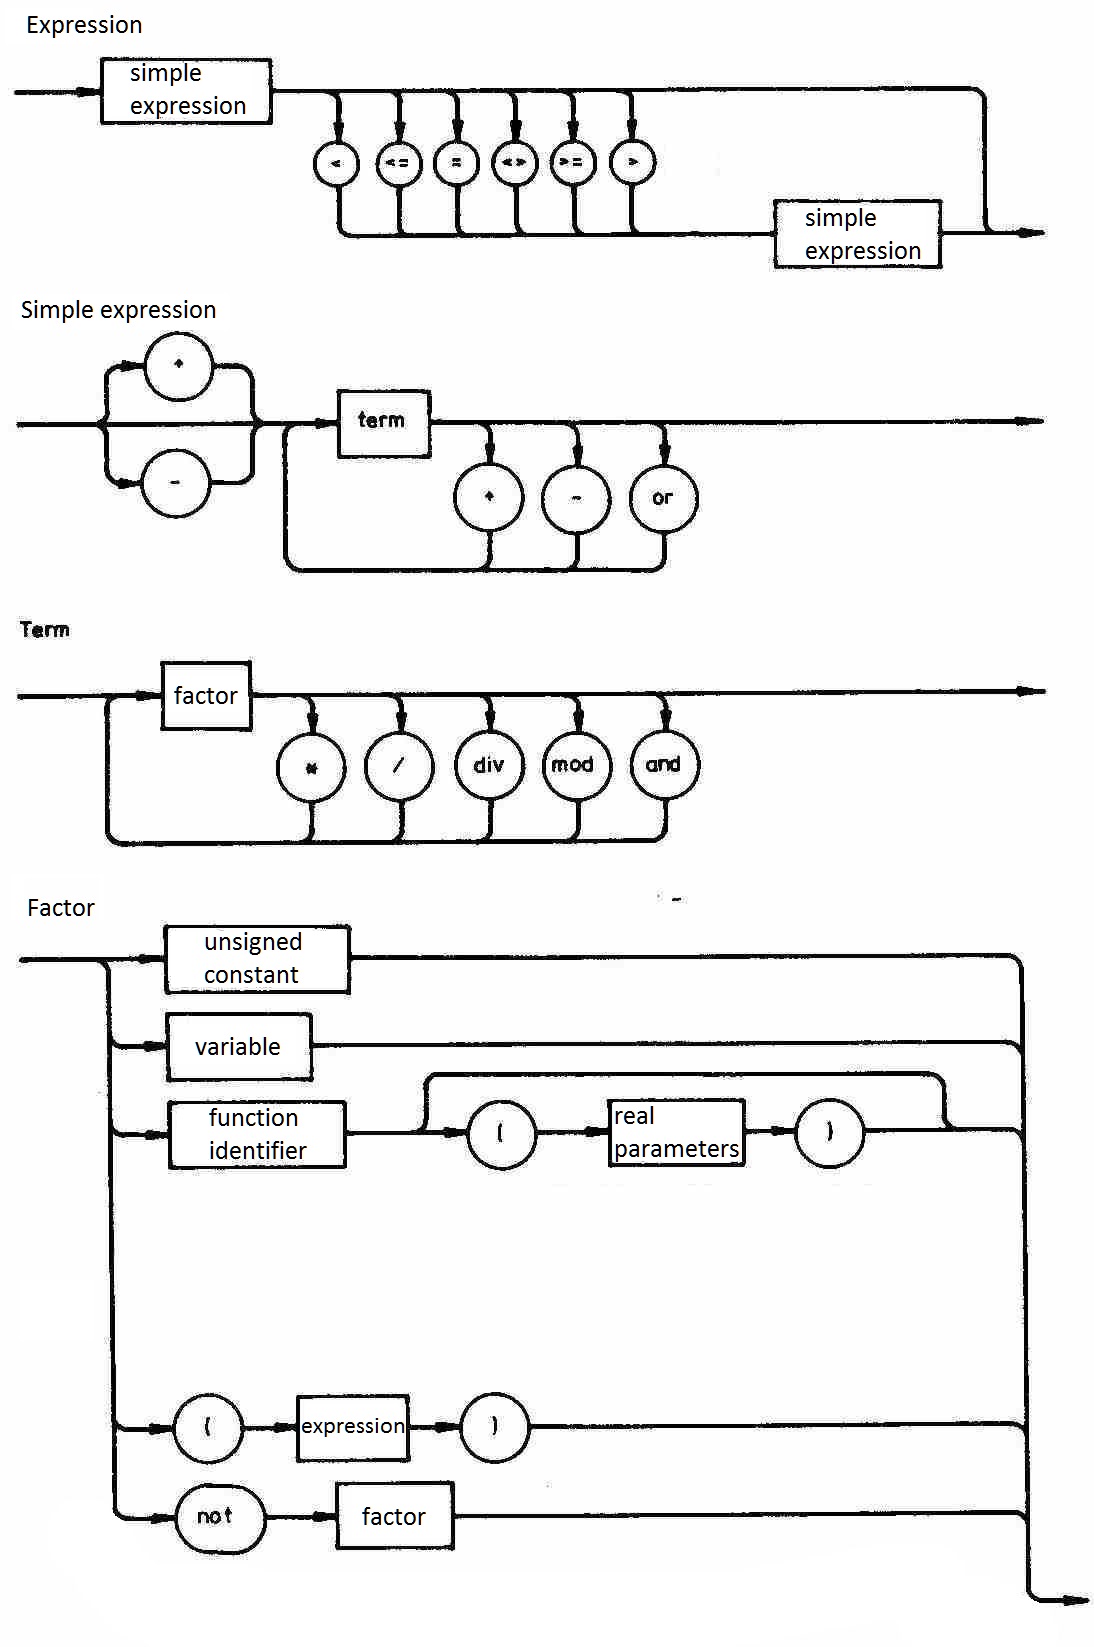 Expression
simple
expression
< <= = <> >= >
simple
expression
Simple expression
+
-
term
+ - or
Term
factor
* / div mod and
Factor
unsigned
constant
variable
function
identifier
( real
parameters )
( expression )
not factor